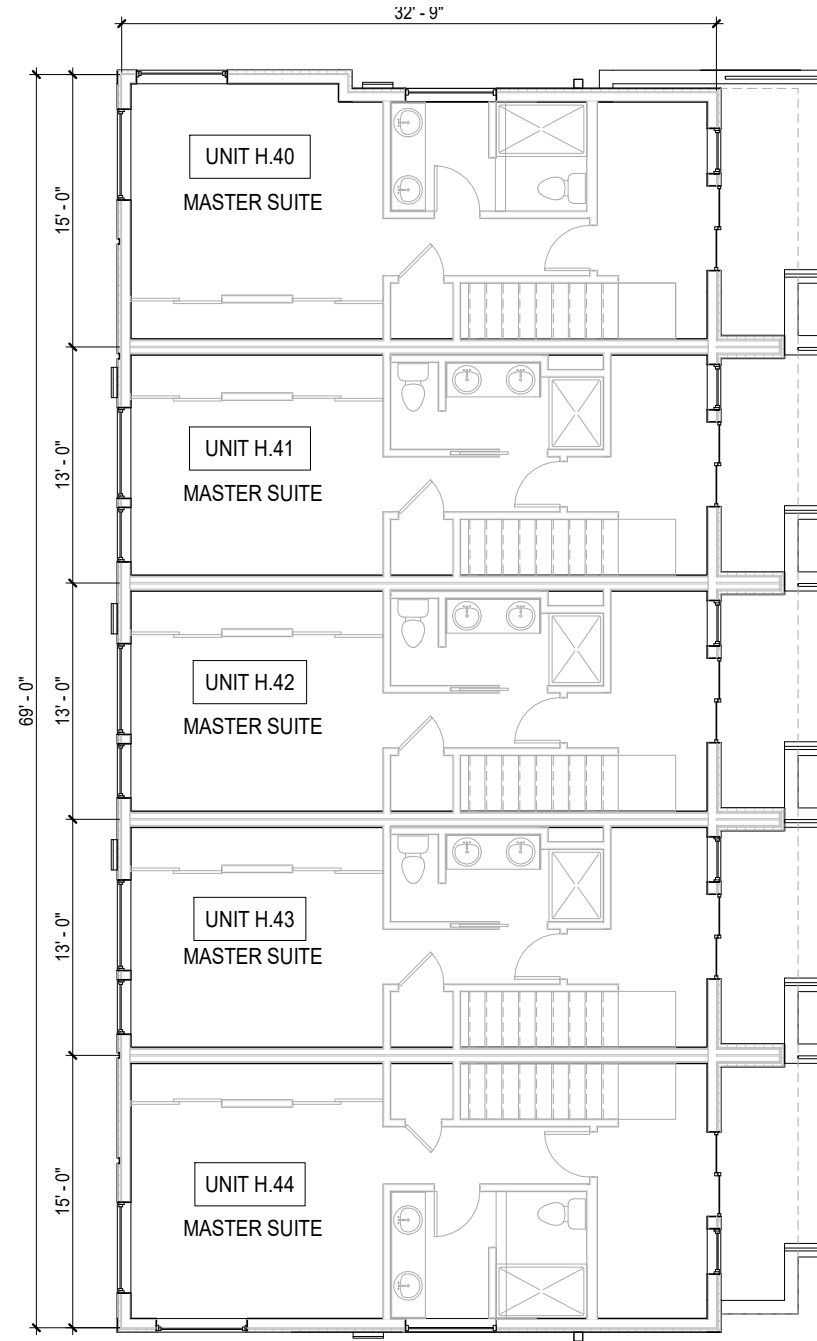 32' - 9"
UNIT H.40
MASTER SUITE
15' - 0"
UNIT H.41
MASTER SUITE
13' - 0"
UNIT H.42
MASTER SUITE
13' - 0"
69' - 0"
UNIT H.43
MASTER SUITE
13' - 0"
UNIT H.44
MASTER SUITE
15' - 0"